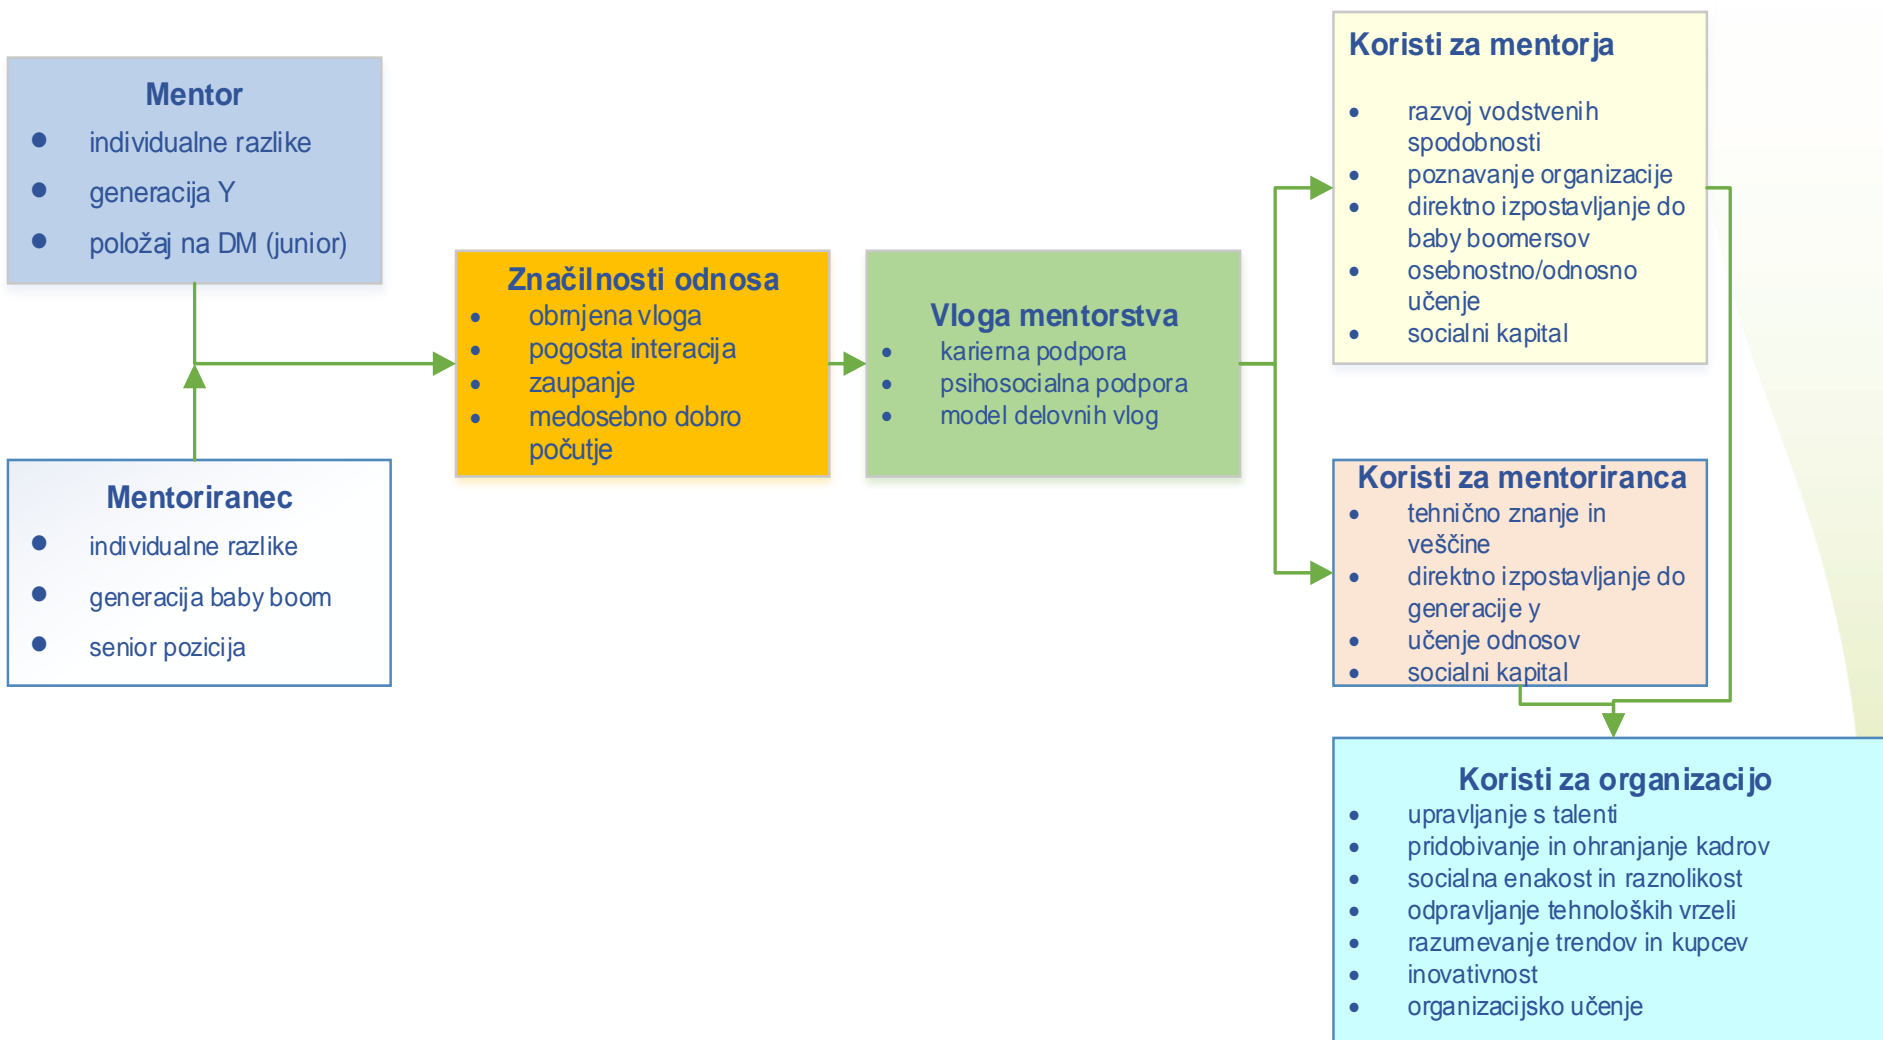 Mentor
• individualne razlike
• generacija Y
• položaj na DM (junior)
Mentoriranec
• individualne razlike
• generacija baby boom
• senior pozicija
Značilnosti odnosa
• obrnjena vloga
• pogosta interacija
• zaupanje
• medosebno dobro
počutje
Vloga mentorstva
• karierna podpora
• psihosocialna podpora
• model delovnih vlog
Koristi za mentorja
• razvoj vodstvenih
spodobnosti
• poznavanje organizacije
• direktno izpostavljanje do
baby boomersov
• osebnostno/odnosno
učenje
• socialni kapital
Koristi za mentoriranca
• tehnično znanje in
veščine
• direktno izpostavljanje do
generacije y
• učenje odnosov
• socialni kapital
Koristi za organizacijo
• upravljanje s talenti
• pridobivanje in ohranjanje kadrov
• socialna enakost in raznolikost
• odpravljanje tehnoloških vrzeli
• razumevanje trendov in kupcev
• inovativnost
• organizacijsko učenje